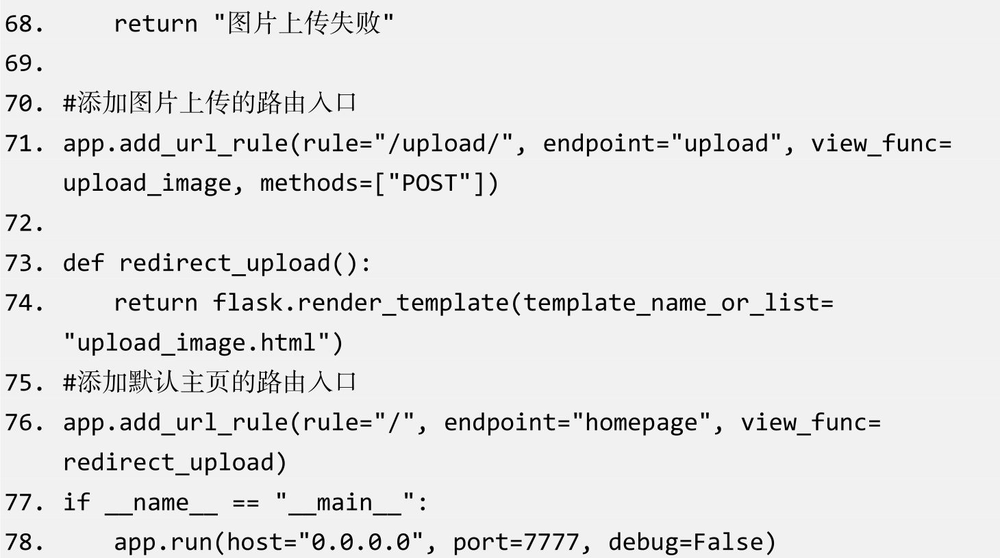 68.     return "图片上传失败"
69.
70. #添加图片上传的路由入口
71. app.add_url_rule(rule="/upload/", endpoint="upload", view_func=
    upload_image, methods=["POST"])
72.
73. def redirect_upload():
74.     return flask.render_template(template_name_or_list=
    "upload_image.html")
75. #添加默认主页的路由入口
76. app.add_url_rule(rule="/", endpoint="homepage", view_func=
    redirect_upload)
77. if __name__ == "__main__":
78.     app.run(host="0.0.0.0", port=7777, debug=False)